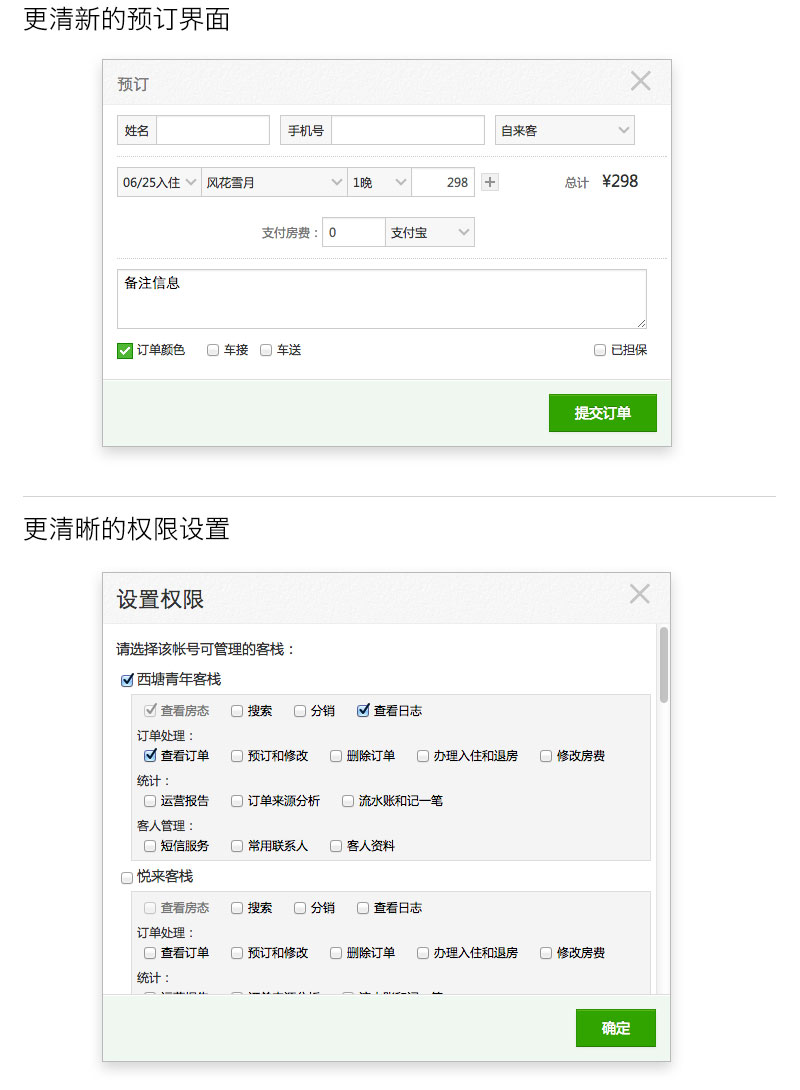 更清新的预订界面
预订
姓名 手机号 自来客
06/25入住 风花雪月 1晚 298 总计 ¥298
支付房费： 0 支付宝
备注信息
订单颜色 车接 车送 已担保
提交订单
更清晰的权限设置
设置权限
请选择该帐号可管理的客栈：
西塘青年客栈
查看房态 搜索 分销 查看日志
订单处理：
查看订单 预订和修改 删除订单 办理入住和退房 修改房费
统计：
运营报告 订单来源分析 流水账和记一笔
客人管理：
短信服务 常用联系人 客人资料
悦来客栈
查看房态 搜索 分销 查看日志
订单处理：
查看订单 预订和修改 删除订单 办理入住和退房 修改房费
统计：
确定